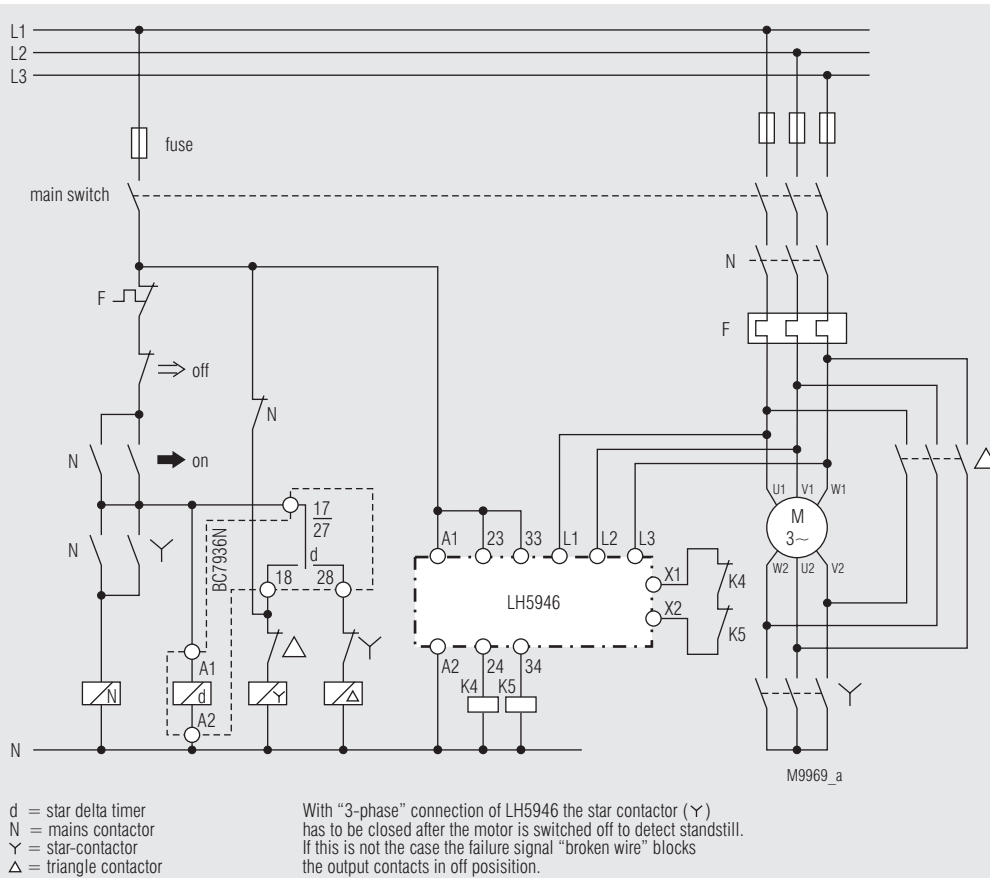 L1
L2
L3
fuse
main switch
N
F
F
off
N
N
on
17
27
BC7936N
d
18
28
N
Y
A1
A2
N
d
Y
△
△
Y
N
A1
23
33
L1
L2
L3
LH5946
X1
X2
K4
K5
A2
24
34
K4
K5
U1
V1
W1
M
3~
W2
U2
V2
△
Y
M9969_a
d = star delta timer
N = mains contactor
Y = star-contactor
△ = triangle contactor
With "3-phase" connection of LH5946 the star contactor (Y)
has to be closed after the motor is switched off to detect standstill.
If this is not the case the failure signal "broken wire" blocks
the output contacts in off posisition.